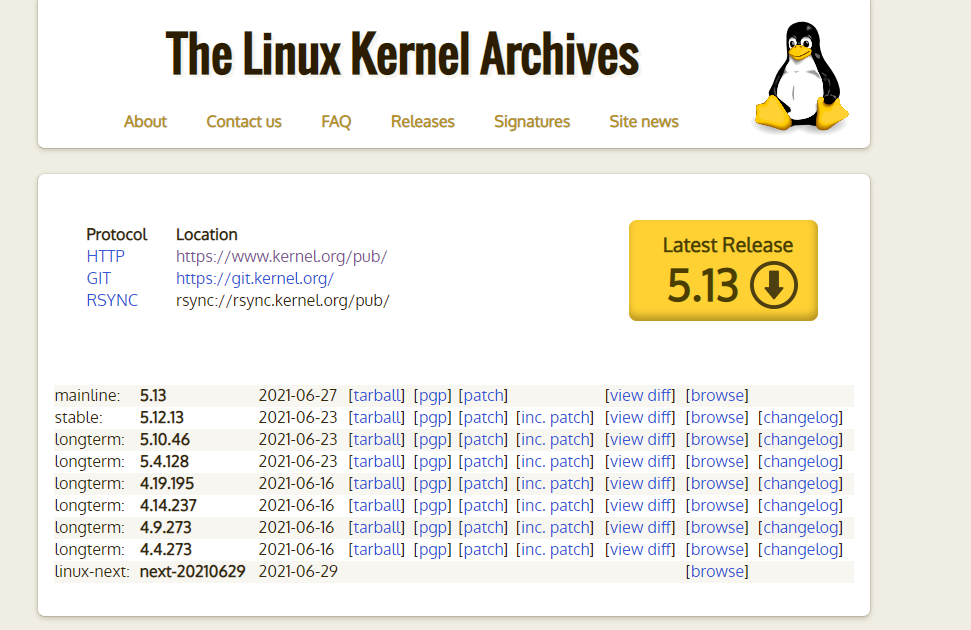 The Linux Kernel Archives
About Contact us FAQ Releases Signatures Site news
Protocol Location
HTTP https://www.kernel.org/pub/
GIT https://git.kernel.org/
RSYNC rsync://rsync.kernel.org/pub/
Latest Release
5.13
mainline: 5.13 2021-06-27 [tarball] [pgp] [patch] [view diff] [browse]
stable: 5.12.13 2021-06-23 [tarball] [pgp] [patch] [inc. patch] [view diff] [browse] [changelog]
longterm: 5.10.46 2021-06-23 [tarball] [pgp] [patch] [inc. patch] [view diff] [browse] [changelog]
longterm: 5.4.128 2021-06-23 [tarball] [pgp] [patch] [inc. patch] [view diff] [browse] [changelog]
longterm: 4.19.195 2021-06-16 [tarball] [pgp] [patch] [inc. patch] [view diff] [browse] [changelog]
longterm: 4.14.237 2021-06-16 [tarball] [pgp] [patch] [inc. patch] [view diff] [browse] [changelog]
longterm: 4.9.273 2021-06-16 [tarball] [pgp] [patch] [inc. patch] [view diff] [browse] [changelog]
longterm: 4.4.273 2021-06-16 [tarball] [pgp] [patch] [inc. patch] [view diff] [browse] [changelog]
linux-next: next-20210629 2021-06-29 [browse]